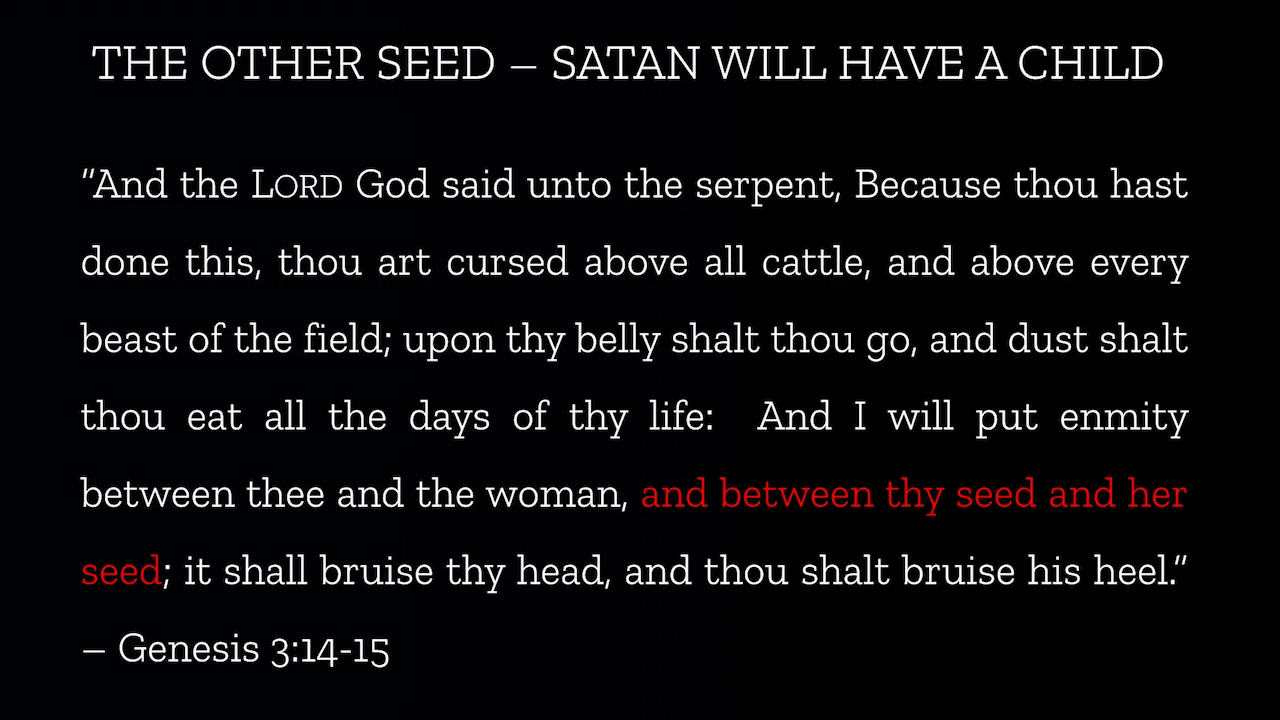 THE OTHER SEED – SATAN WILL HAVE A CHILD
“And the LORD God said unto the serpent, Because thou hast
done this, thou art cursed above all cattle, and above every
beast of the field; upon thy belly shalt thou go, and dust shalt
thou eat all the days of thy life: And I will put enmity
between thee and the woman, and between thy seed and her
seed; it shall bruise thy head, and thou shalt bruise his heel.”
– Genesis 3:14-15